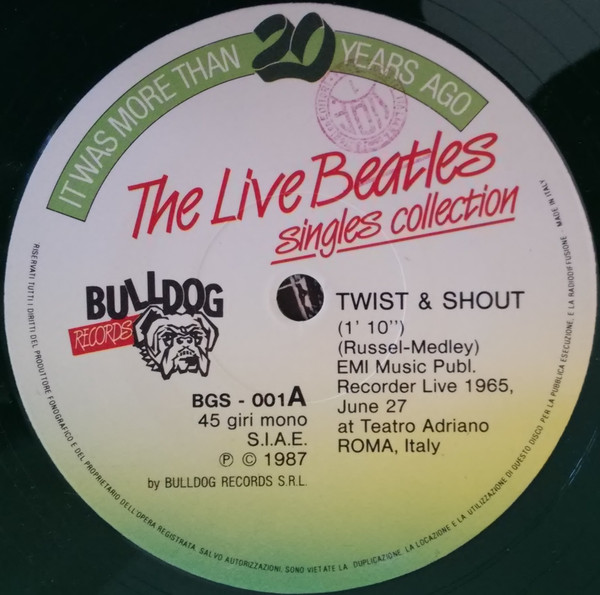 IT WAS MORE THAN 20 YEARS AGO
The Live Beatles
singles collection
BULLDOG
RECORDS
BGS - 001A
45 giri mono
S.I.A.E.
℗ © 1987
by BULLDOG RECORDS S.R.L.
TWIST & SHOUT
(1' 10'')
(Russel-Medley)
EMI Music Publ.
Recorder Live 1965,
June 27
at Teatro Adriano
ROMA, Italy
RISERVATI TUTTI I DIRITTI DEL PRODUTTORE FONOGRAFICO E DEL PROPRIETARIO DELL'OPERA REGISTRATA. SALVO AUTORIZZAZIONI, SONO VIETATE LA DUPLICAZIONE, LA LOCAZIONE E LA UTILIZZAZIONE DI QUESTO DISCO PER LA PUBBLICA ESECUZIONE, E LA RADIODIFFUSIONE - MADE IN ITALY